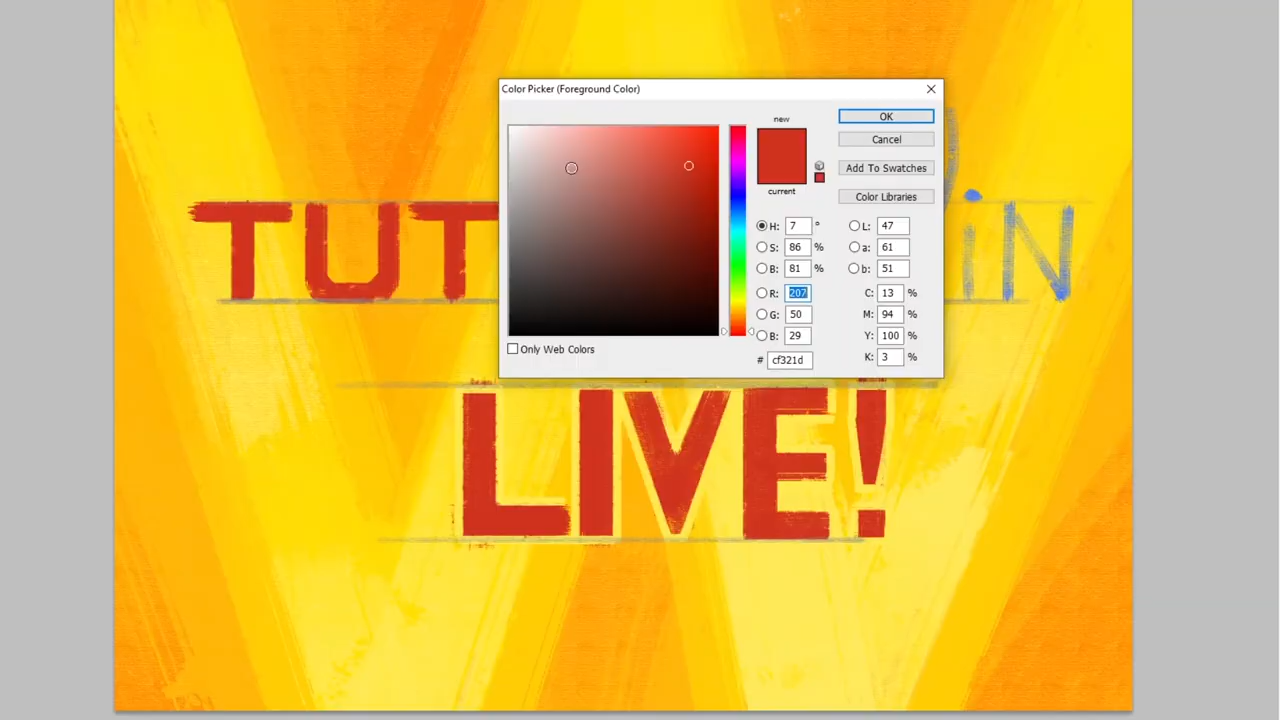 Color Picker (Foreground Color)
new
current
OK
Cancel
Add To Swatches
Color Libraries
H: 7 °
L: 47
S: 86 %
a: 61
B: 81 %
b: 51
R: 207
C: 13 %
G: 50
M: 94 %
B: 29
Y: 100 %
# cf321d
K: 3 %
Only Web Colors
TUT
iN
LIVE!